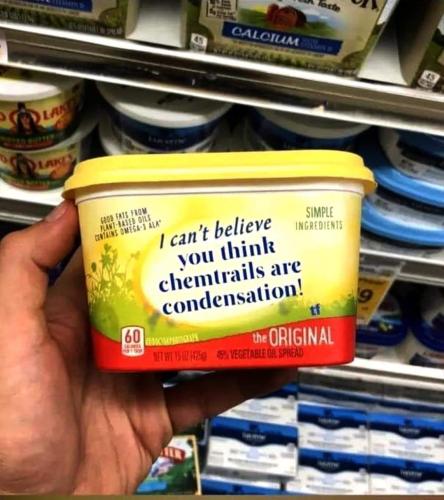 CALCIUM
GOOD FATS FROM
PLANT-BASED OILS
CONTAINS OMEGA-3 ALA*
SIMPLE
INGREDIENTS
I can't believe
you think
chemtrails are
condensation!
tf
60
the ORIGINAL
NET WT 15 OZ (425g) 45% VEGETABLE OIL SPREAD